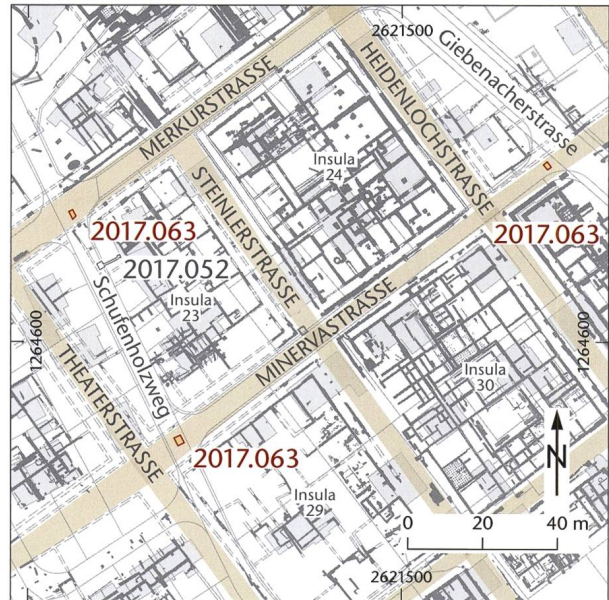 2621500
Giebenacherstrasse
HEIDENLOCHSTRASSE
MERKURSTRASSE
Insula
24
STEINLERSTRASSE
2017.063
2017.063
2017.052
Insula
23
Schufenholzweg
MINERVASTRASSE
1264600
1264600
THEATERSTRASSE
Insula
30
2017.063
N
Insula
29
0 20 40 m
2621500